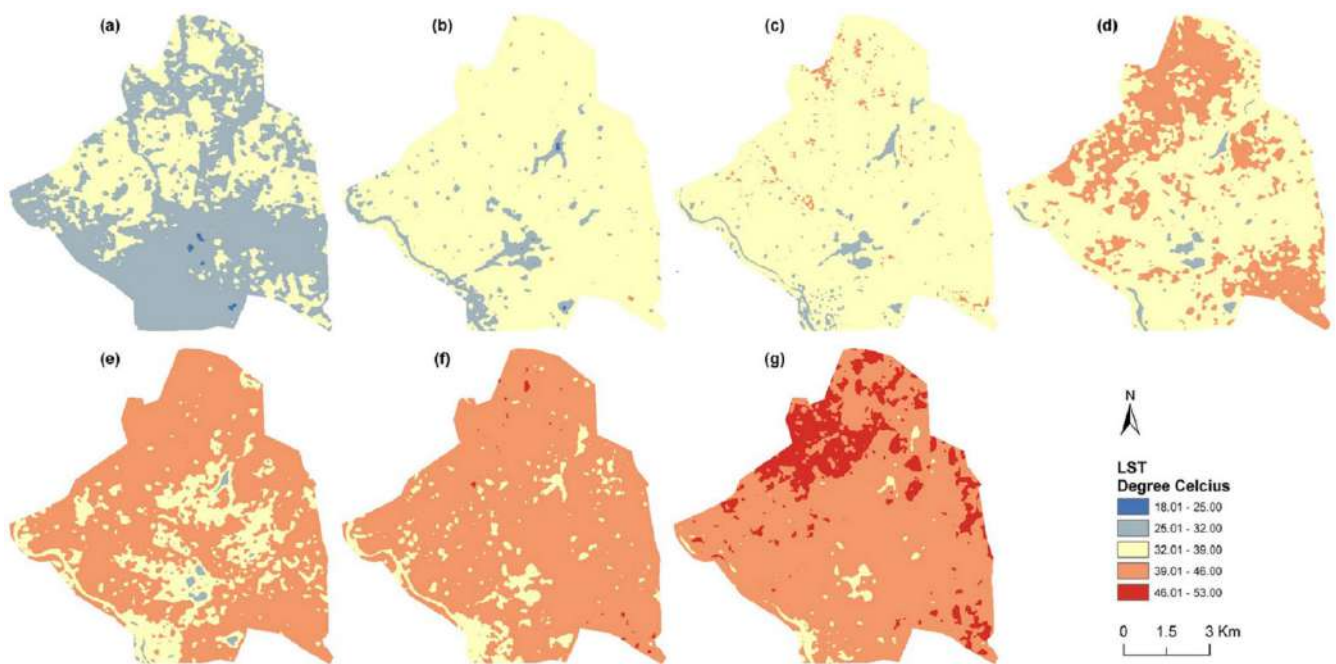 (a)
(b)
(c)
(d)
(e)
(f)
(g)
N
LST
Degree Celcius
18.01 - 25.00
25.01 - 32.00
32.01 - 39.00
39.01 - 46.00
46.01 - 53.00
0 1.5 3 Km